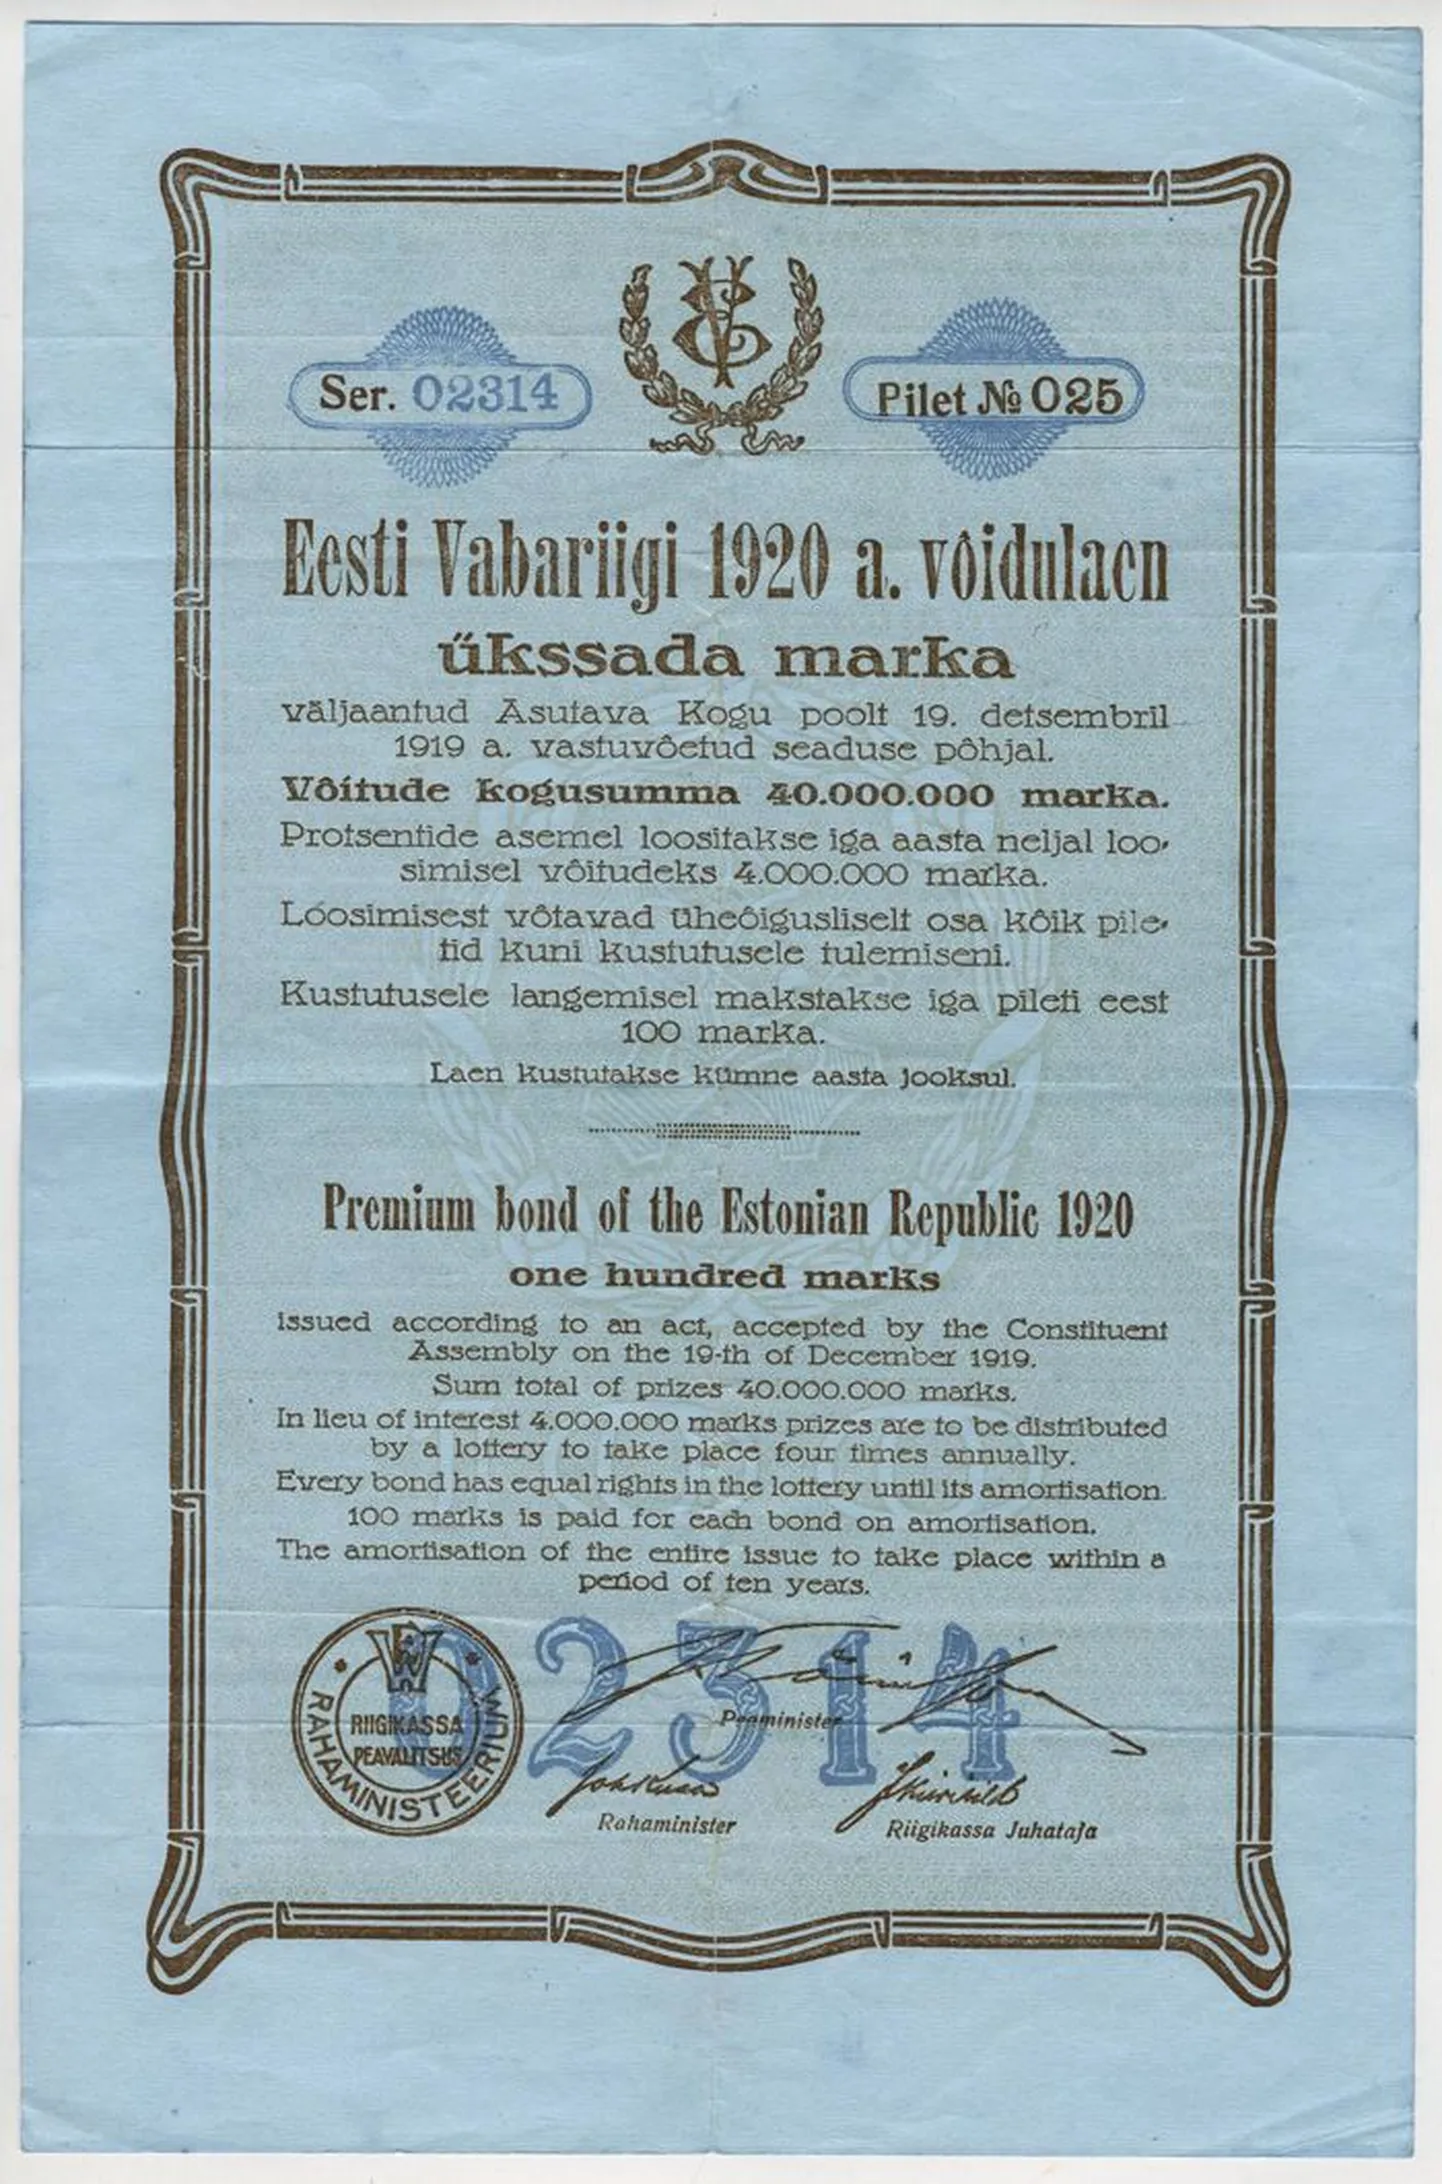 Ser. 02314
Pilet № 025
Eesti Vabariigi 1920 a. võidulaen
ükssada marka
väljaantud Asutava Kogu poolt 19. detsembril
1919 a. vastuvõetud seaduse põhjal.
Võitude kogusumma 40.000.000 marka.
Protsentide asemel loositakse iga aasta neljal loo-
simisel võitudeks 4.000.000 marka.
Loosimisest võtavad üheõigusliselt osa kõik pile-
tid kuni kustutusele tulemiseni.
Kustutusele langemisel makstakse iga pileti eest
100 marka.
Laen kustutakse kümne aasta jooksul.
Premium bond of the Estonian Republic 1920
one hundred marks
issued according to an act, accepted by the Constituent
Assembly on the 19-th of December 1919.
Sum total of prizes 40.000.000 marks.
In lieu of interest 4.000.000 marks prizes are to be distributed
by a lottery to take place four times annually.
Every bond has equal rights in the lottery until its amortisation.
100 marks is paid for each bond on amortisation.
The amortisation of the entire issue to take place within a
period of ten years.
02314
RIIGIKASSA
PEAVALITSUS
RAHAMINISTEERIUM
Peaminister
Rahaminister
Riigikassa Juhataja